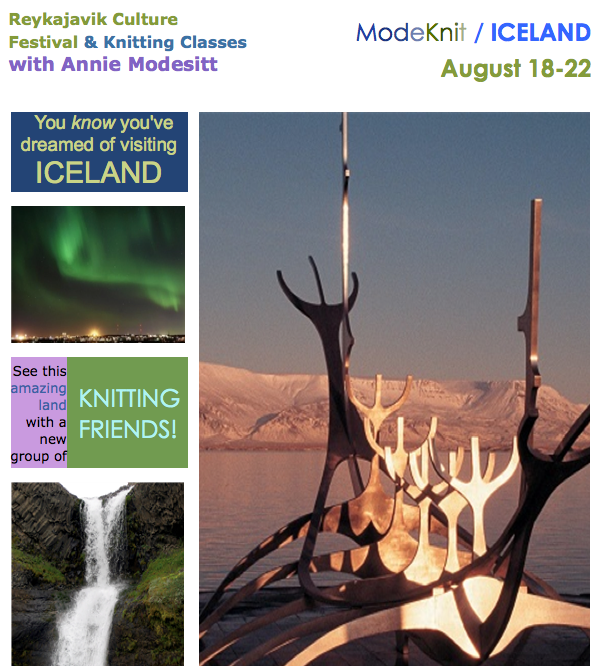 Reykajavik Culture
Festival & Knitting Classes
with Annie Modesitt
ModeKnit / ICELAND
August 18-22
You know you've
dreamed of visiting
ICELAND
See this
amazing
land
with a
new
group of
KNITTING
FRIENDS!